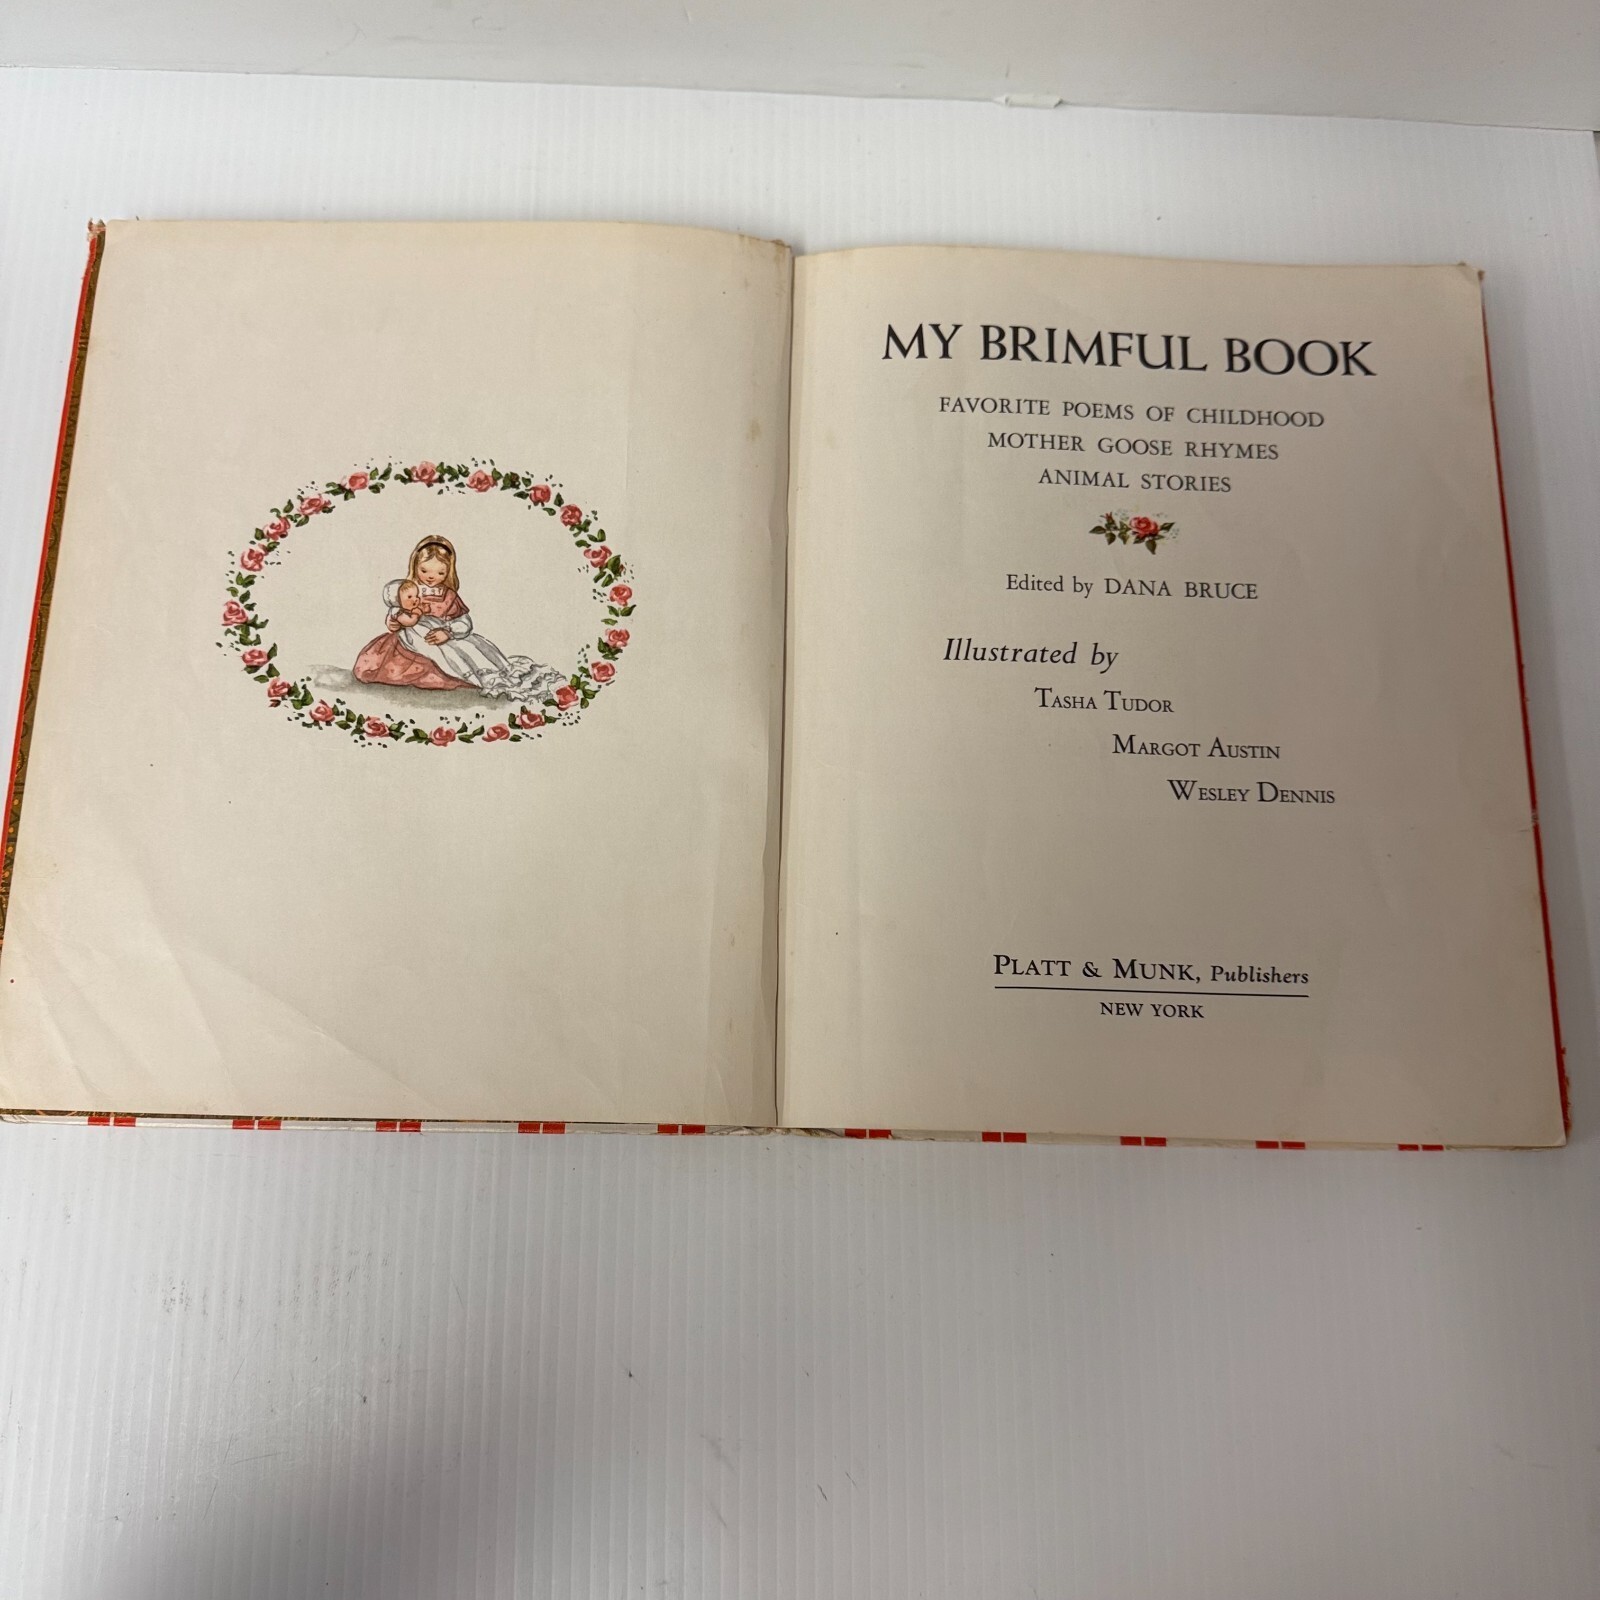 MY BRIMFUL BOOK
FAVORITE POEMS OF CHILDHOOD
MOTHER GOOSE RHYMES
ANIMAL STORIES
Edited by DANA BRUCE
Illustrated by
TASHA TUDOR
MARGOT AUSTIN
WESLEY DENNIS
PLATT & MUNK, Publishers
NEW YORK